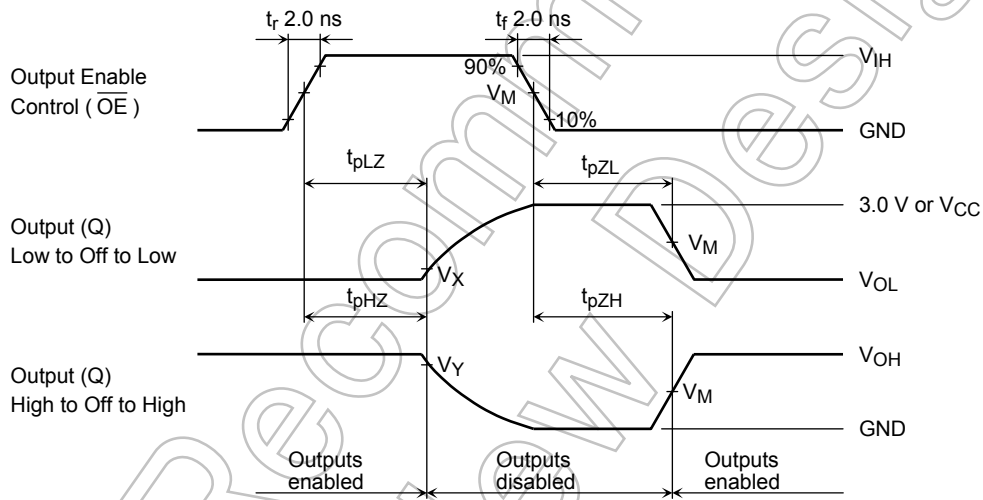 tr 2.0 ns
tf 2.0 ns
Output Enable
Control ( OE )
90%
VM
10%
VIH
GND
tpLZ
tpZL
Output (Q)
Low to Off to Low
VX
VM
3.0 V or VCC
VOL
tpHZ
tpZH
Output (Q)
High to Off to High
VY
VM
VOH
GND
Outputs
enabled
Outputs
disabled
Outputs
enabled